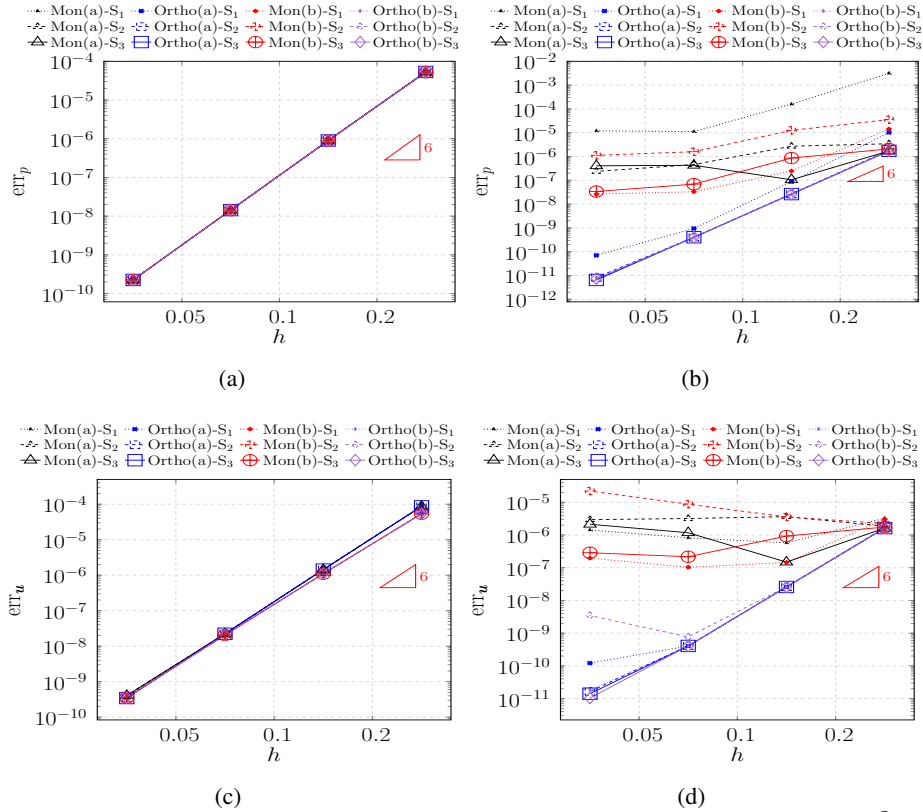 Mon(a)-S₁ Ortho(a)-S₁ Mon(b)-S₁ Ortho(b)-S₁
Mon(a)-S₂ Ortho(a)-S₂ Mon(b)-S₂ Ortho(b)-S₂
Mon(a)-S₃ Ortho(a)-S₃ Mon(b)-S₃ Ortho(b)-S₃
10⁻⁴
10⁻⁵
10⁻⁶
10⁻⁷
10⁻⁸
10⁻⁹
10⁻¹⁰
errₚ
6
0.05 0.1 0.2
h
(a)
Mon(a)-S₁ Ortho(a)-S₁ Mon(b)-S₁ Ortho(b)-S₁
Mon(a)-S₂ Ortho(a)-S₂ Mon(b)-S₂ Ortho(b)-S₂
Mon(a)-S₃ Ortho(a)-S₃ Mon(b)-S₃ Ortho(b)-S₃
10⁻²
10⁻³
10⁻⁴
10⁻⁵
10⁻⁶
10⁻⁷
10⁻⁸
10⁻⁹
10⁻¹⁰
10⁻¹¹
10⁻¹²
errₚ
6
0.05 0.1 0.2
h
(b)
Mon(a)-S₁ Ortho(a)-S₁ Mon(b)-S₁ Ortho(b)-S₁
Mon(a)-S₂ Ortho(a)-S₂ Mon(b)-S₂ Ortho(b)-S₂
Mon(a)-S₃ Ortho(a)-S₃ Mon(b)-S₃ Ortho(b)-S₃
10⁻⁴
10⁻⁵
10⁻⁶
10⁻⁷
10⁻⁸
10⁻⁹
10⁻¹⁰
errᵤ
6
0.05 0.1 0.2
h
(c)
Mon(a)-S₁ Ortho(a)-S₁ Mon(b)-S₁ Ortho(b)-S₁
Mon(a)-S₂ Ortho(a)-S₂ Mon(b)-S₂ Ortho(b)-S₂
Mon(a)-S₃ Ortho(a)-S₃ Mon(b)-S₃ Ortho(b)-S₃
10⁻⁵
10⁻⁶
10⁻⁷
10⁻⁸
10⁻⁹
10⁻¹⁰
10⁻¹¹
errᵤ
6
0.05 0.1 0.2
h
(d)